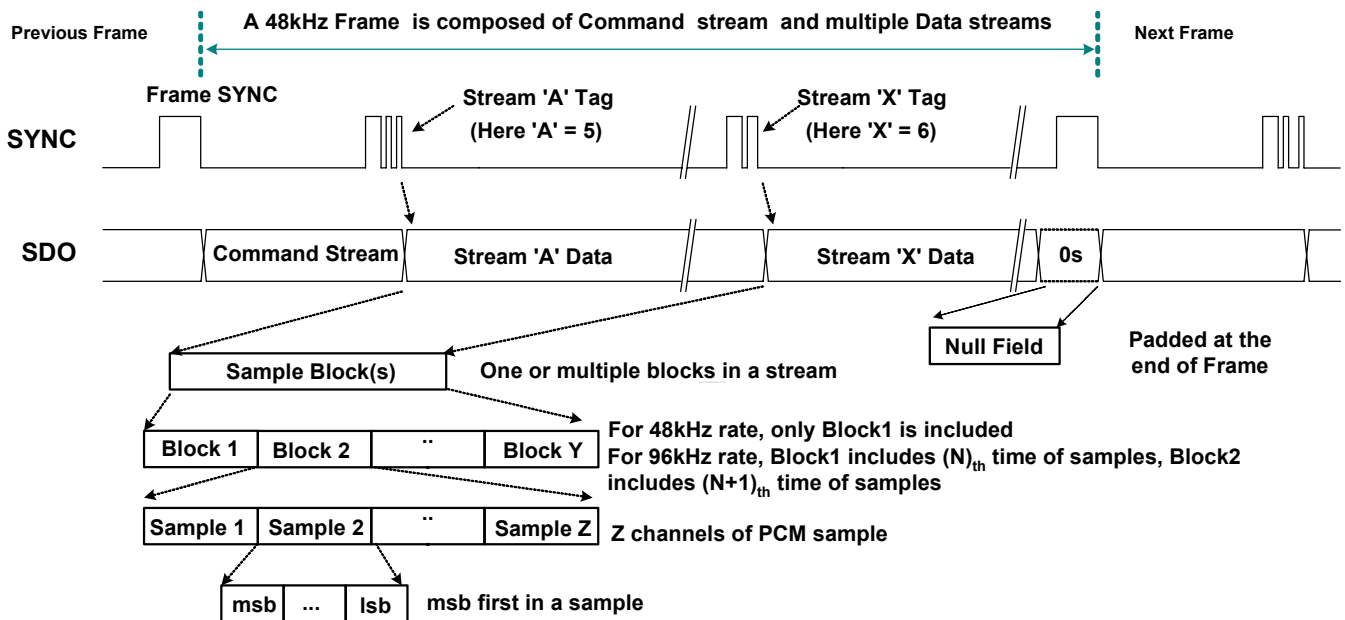 A 48kHz Frame is composed of Command stream and multiple Data streams
Previous Frame
Next Frame
Frame SYNC
Stream 'A' Tag
(Here 'A' = 5)
Stream 'X' Tag
(Here 'X' = 6)
SYNC
SDO
Command Stream
Stream 'A' Data
Stream 'X' Data
0s
Null Field
Padded at the
end of Frame
Sample Block(s)
One or multiple blocks in a stream
Block 1
Block 2
..
Block Y
For 48kHz rate, only Block1 is included
For 96kHz rate, Block1 includes (N)th time of samples, Block2
includes (N+1)th time of samples
Sample 1
Sample 2
..
Sample Z
Z channels of PCM sample
msb
...
lsb
msb first in a sample